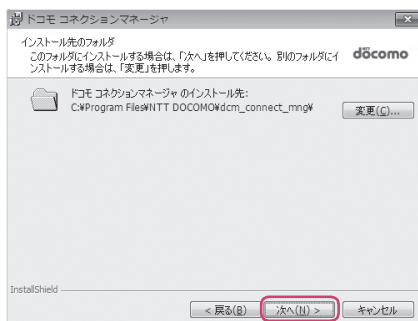 ドコモ コネクションマネージャ
インストール先のフォルダ
このフォルダにインストールする場合は、「次へ」を押してください。別のフォルダにイ
ンストールする場合は、「変更」を押します。
döcomo
ドコモ コネクションマネージャ のインストール先:
C:¥Program Files¥NTT DOCOMO¥dcm_connect_mng¥
変更(C)...
InstallShield
< 戻る(B)
次へ(N) >
キャンセル